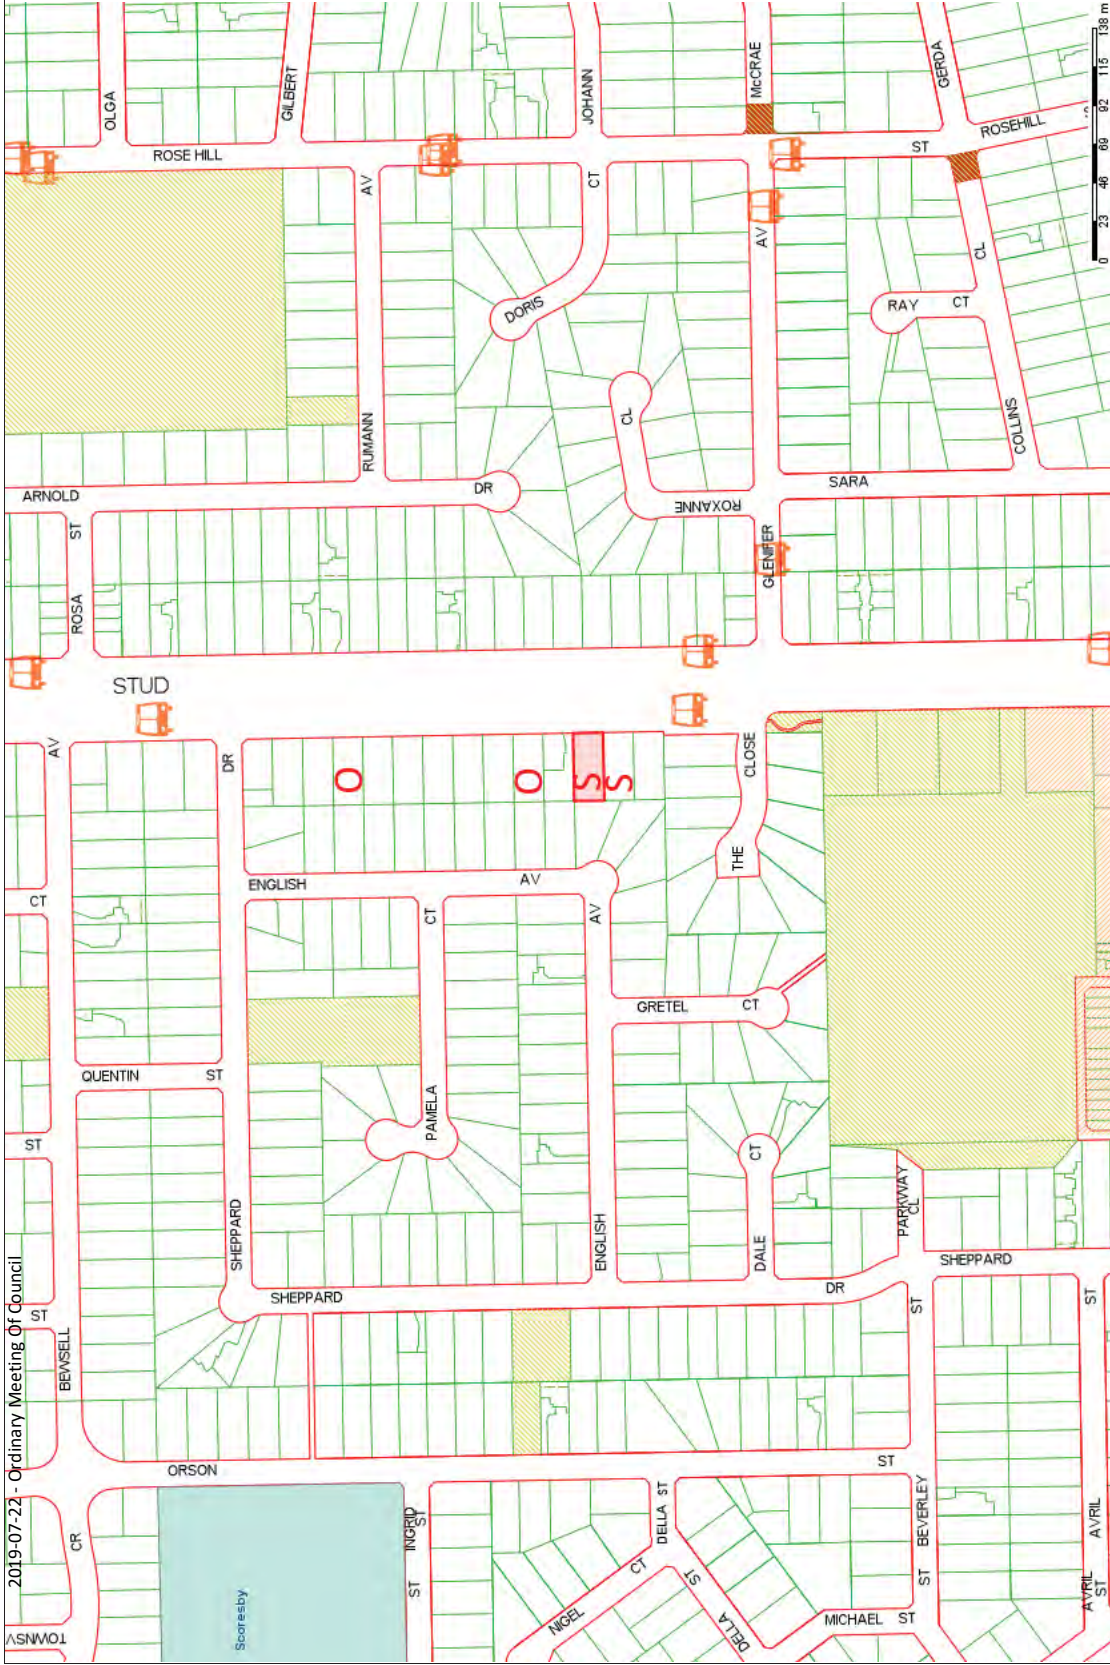 OLGA
GILBERT
JOHANN
McCRAE
GERDA
138 m
115
92
69
46
23
0
ROSE HILL
ST
ROSEHILL
AV
CT
AV
CL
DORIS
RAY
CT
CL
RUMANN
COLLINS
ARNOLD
DR
SARA
ROXANNE
ST
GLENIFER
ROSA
STUD
AV
DR
CLOSE
O
O
S
S
THE
ENGLISH
AV
CT
CT
AV
GRETEL
CT
QUENTIN
ST
PAMELA
ST
CT
PARKWAY
CL
SHEPPARD
ENGLISH
DALE
SHEPPARD
SHEPPARD
DR
ST
ST
ST
BEWSELL
2019-07-22 - Ordinary Meeting Of Council
ORSON
ST
CR
INGRID
ST
ST
DELLA ST
BEVERLEY
AVRIL
CT
ST
ST
AVRIL
ST
Scoresby
NIGEL
DELLA
MICHAEL ST
TOWNSV